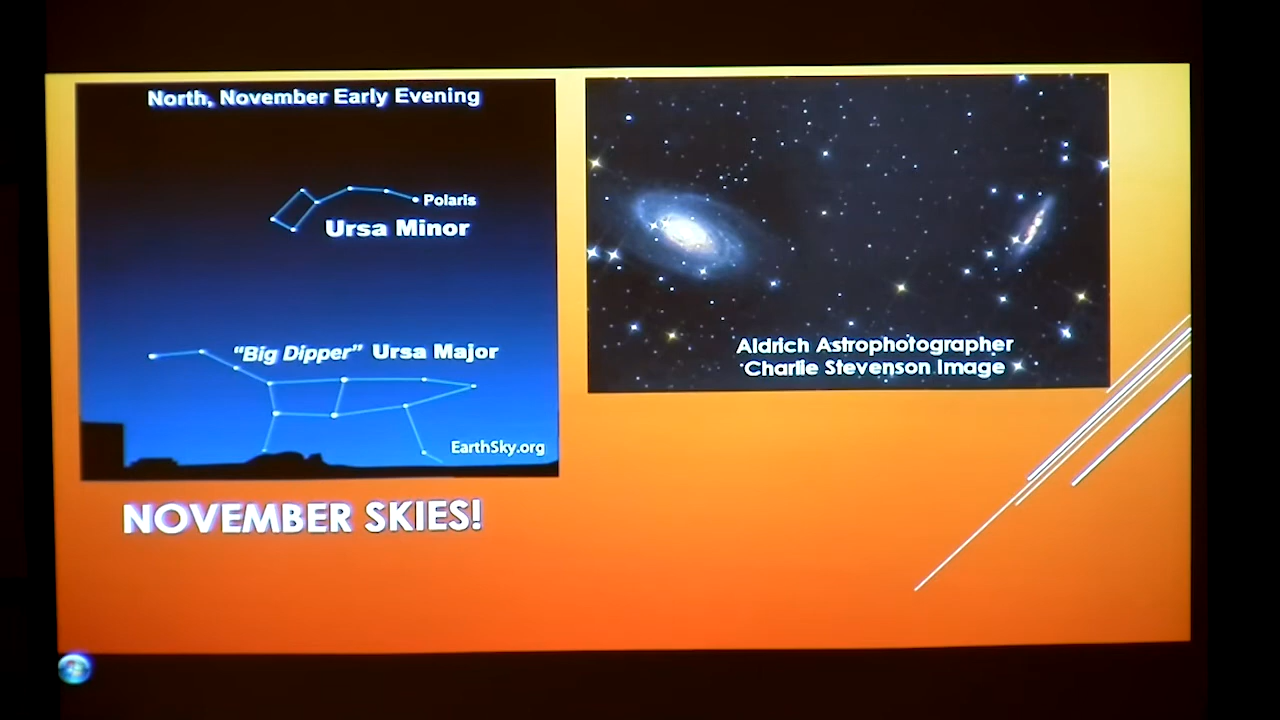 North, November Early Evening
Polaris
Ursa Minor
"Big Dipper" Ursa Major
EarthSky.org
NOVEMBER SKIES!
Aldrich Astrophotographer
Charlie Stevenson Image